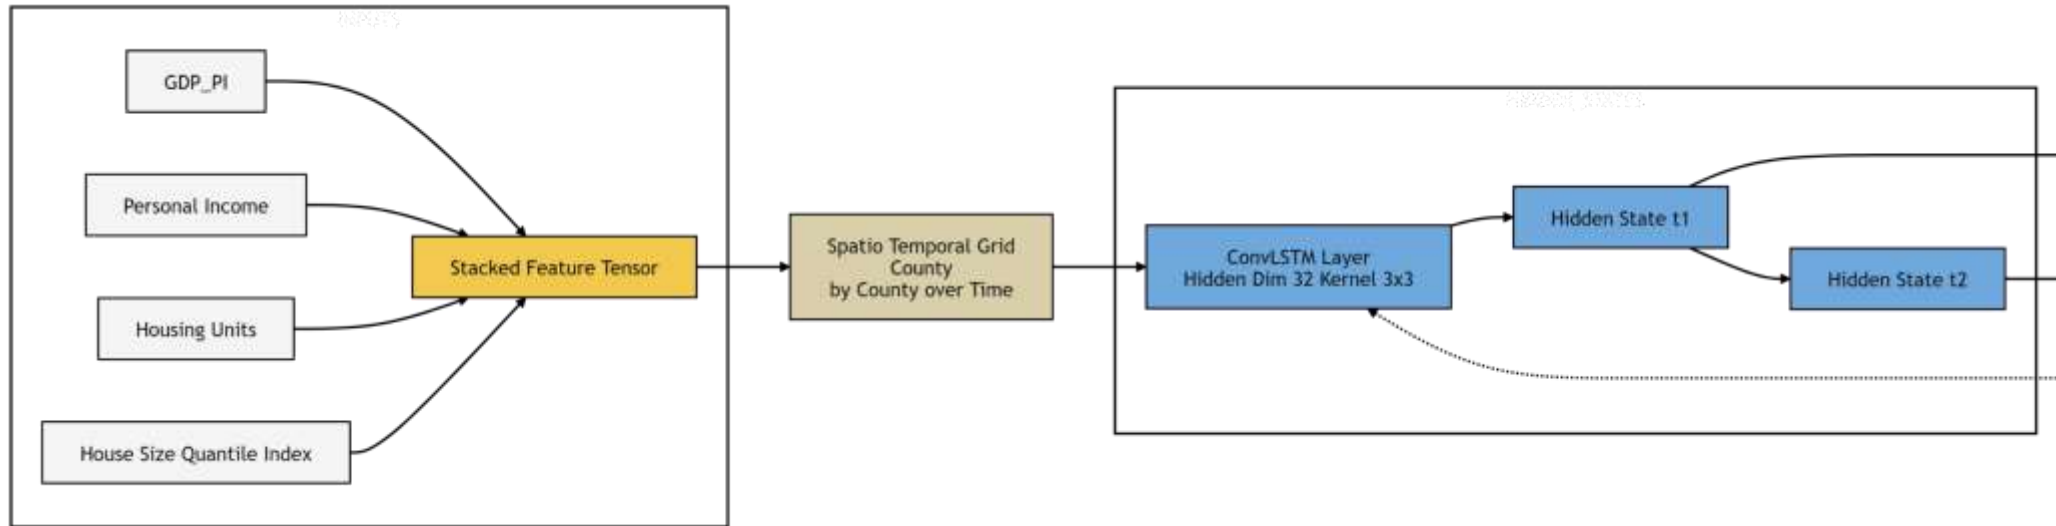 GDP_PI
Personal Income
Housing Units
House Size Quantile Index
Stacked Feature Tensor
Spatio Temporal Grid
County
by County over Time
ConvLSTM Layer
Hidden Dim 32 Kernel 3x3
Hidden State t1
Hidden State t2